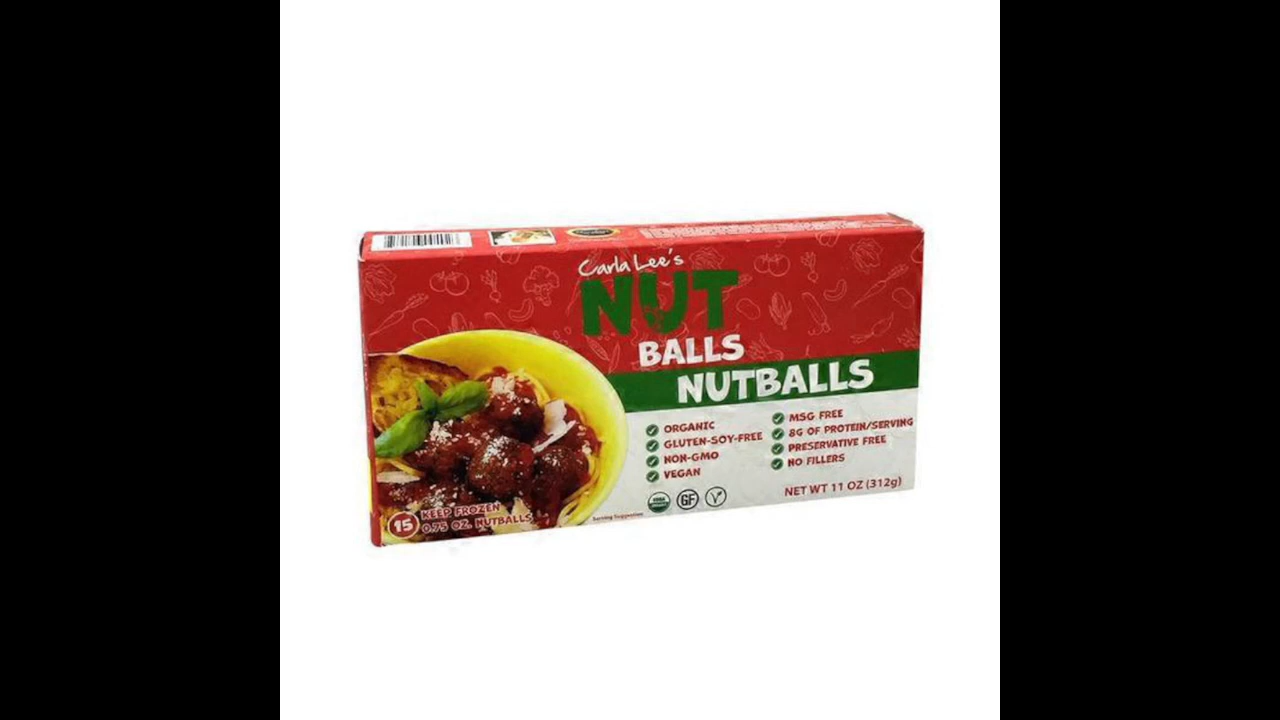 Carla Lee's
NUT
BALLS
NUTBALLS
ORGANIC
GLUTEN-SOY-FREE
NON-GMO
VEGAN
MSG FREE
8G OF PROTEIN/SERVING
PRESERVATIVE FREE
NO FILLERS
USDA
GF
V
NET WT 11 OZ (312g)
Serving Suggestion
15
KEEP FROZEN
0.75 OZ. NUTBALLS